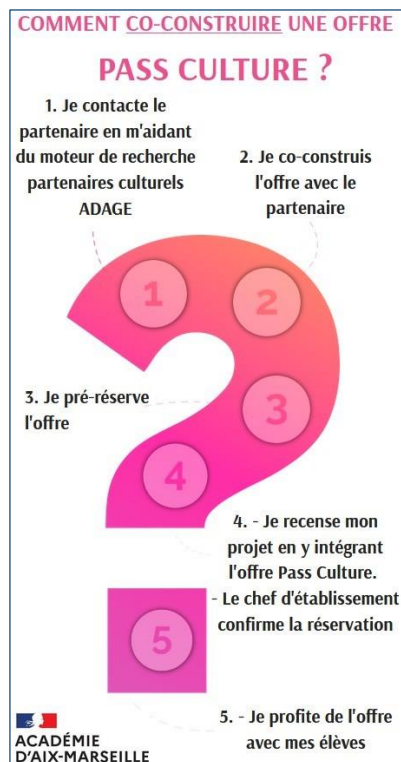 COMMENT CO-CONSTRUIRE UNE OFFRE
PASS CULTURE ?
1. Je contacte le
partenaire en m'aidant
du moteur de recherche
partenaires culturels
ADAGE
2. Je co-construis
l'offre avec le
partenaire
1
2
3. Je pré-réserve
l'offre
3
4
4. - Je recense mon
projet en y intégrant
l'offre Pass Culture.
- Le chef d'établissement
confirme la réservation
5
5. - Je profite de l'offre
avec mes élèves
ACADÉMIE
D'AIX-MARSEILLE